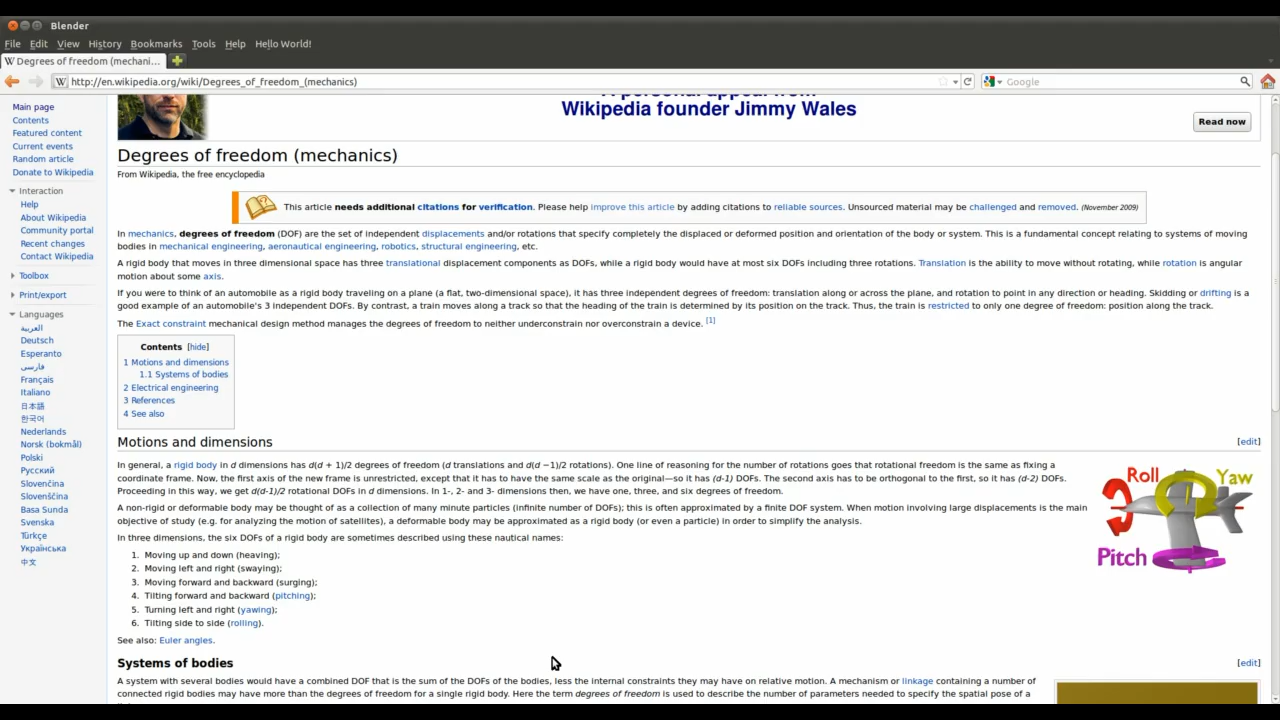 Blender
File Edit View History Bookmarks Tools Help Hello World!
W Degrees of freedom (mechani...
W http://en.wikipedia.org/wiki/Degrees_of_freedom_(mechanics)
Google
Main page
Contents
Featured content
Current events
Random article
Donate to Wikipedia
Interaction
Help
About Wikipedia
Community portal
Recent changes
Contact Wikipedia
Toolbox
Print/export
Languages
العربية
Deutsch
Esperanto
فارسی
Français
Italiano
日本語
한국어
Nederlands
Norsk (bokmål)
Polski
Русский
Slovenčina
Slovenščina
Basa Sunda
Svenska
Türkçe
Українська
中文
A personal appeal from
Wikipedia founder Jimmy Wales
Read now
Degrees of freedom (mechanics)
From Wikipedia, the free encyclopedia
This article needs additional citations for verification. Please help improve this article by adding citations to reliable sources. Unsourced material may be challenged and removed. (November 2009)
In mechanics, degrees of freedom (DOF) are the set of independent displacements and/or rotations that specify completely the displaced or deformed position and orientation of the body or system. This is a fundamental concept relating to systems of moving
bodies in mechanical engineering, aeronautical engineering, robotics, structural engineering, etc.
A rigid body that moves in three dimensional space has three translational displacement components as DOFs, while a rigid body would have at most six DOFs including three rotations. Translation is the ability to move without rotating, while rotation is angular
motion about some axis.
If you were to think of an automobile as a rigid body traveling on a plane (a flat, two-dimensional space), it has three independent degrees of freedom: translation along or across the plane, and rotation to point in any direction or heading. Skidding or drifting is a
good example of an automobile's 3 independent DOFs. By contrast, a train moves along a track so that the heading of the train is determined by its position on the track. Thus, the train is restricted to only one degree of freedom: position along the track.
The Exact constraint mechanical design method manages the degrees of freedom to neither underconstrain nor overconstrain a device. [1]
Contents [hide]
1 Motions and dimensions
1.1 Systems of bodies
2 Electrical engineering
3 References
4 See also
Motions and dimensions
[edit]
In general, a rigid body in d dimensions has d(d + 1)/2 degrees of freedom (d translations and d(d −1)/2 rotations). One line of reasoning for the number of rotations goes that rotational freedom is the same as fixing a
coordinate frame. Now, the first axis of the new frame is unrestricted, except that it has to have the same scale as the original—so it has (d-1) DOFs. The second axis has to be orthogonal to the first, so it has (d-2) DOFs.
Proceeding in this way, we get d(d-1)/2 rotational DOFs in d dimensions. In 1-, 2- and 3- dimensions then, we have one, three, and six degrees of freedom.
A non-rigid or deformable body may be thought of as a collection of many minute particles (infinite number of DOFs); this is often approximated by a finite DOF system. When motion involving large displacements is the main
objective of study (e.g. for analyzing the motion of satellites), a deformable body may be approximated as a rigid body (or even a particle) in order to simplify the analysis.
In three dimensions, the six DOFs of a rigid body are sometimes described using these nautical names:
1. Moving up and down (heaving);
2. Moving left and right (swaying);
3. Moving forward and backward (surging);
4. Tilting forward and backward (pitching);
5. Turning left and right (yawing);
6. Tilting side to side (rolling).
Roll
Yaw
Pitch
See also: Euler angles.
Systems of bodies
[edit]
A system with several bodies would have a combined DOF that is the sum of the DOFs of the bodies, less the internal constraints they may have on relative motion. A mechanism or linkage containing a number of
connected rigid bodies may have more than the degrees of freedom for a single rigid body. Here the term degrees of freedom is used to describe the number of parameters needed to specify the spatial pose of a